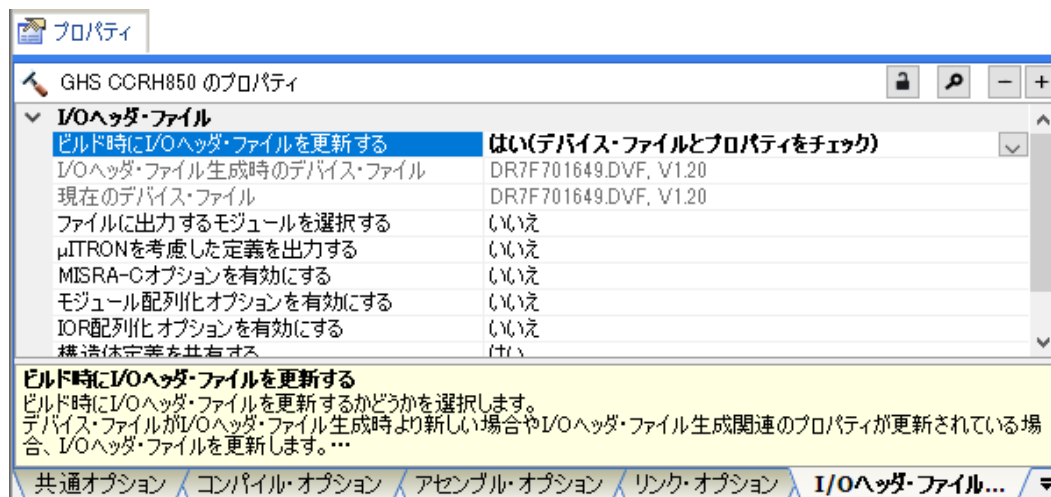 プロパティ
GHS CCRH850 のプロパティ
I/Oヘッダ・ファイル
ビルド時にI/Oヘッダ・ファイルを更新する はい(デバイス・ファイルとプロパティをチェック)
I/Oヘッダ・ファイル生成時のデバイス・ファイル DR7F701649.DVF, V1.20
現在のデバイス・ファイル DR7F701649.DVF, V1.20
ファイルに出力するモジュールを選択する いいえ
μITRONを考慮した定義を出力する いいえ
MISRA-Cオプションを有効にする いいえ
モジュール配列化オプションを有効にする いいえ
IOR配列化オプションを有効にする いいえ
構造体定義を共有する はい
ビルド時にI/Oヘッダ・ファイルを更新する
ビルド時にI/Oヘッダ・ファイルを更新するかどうかを選択します。
デバイス・ファイルがI/Oヘッダ・ファイル生成時より新しい場合やI/Oヘッダ・ファイル生成関連のプロパティが更新されている場
合、I/Oヘッダ・ファイルを更新します。…
共通オプション コンパイル・オプション アセンブル・オプション リンク・オプション I/Oヘッダ・ファイル...